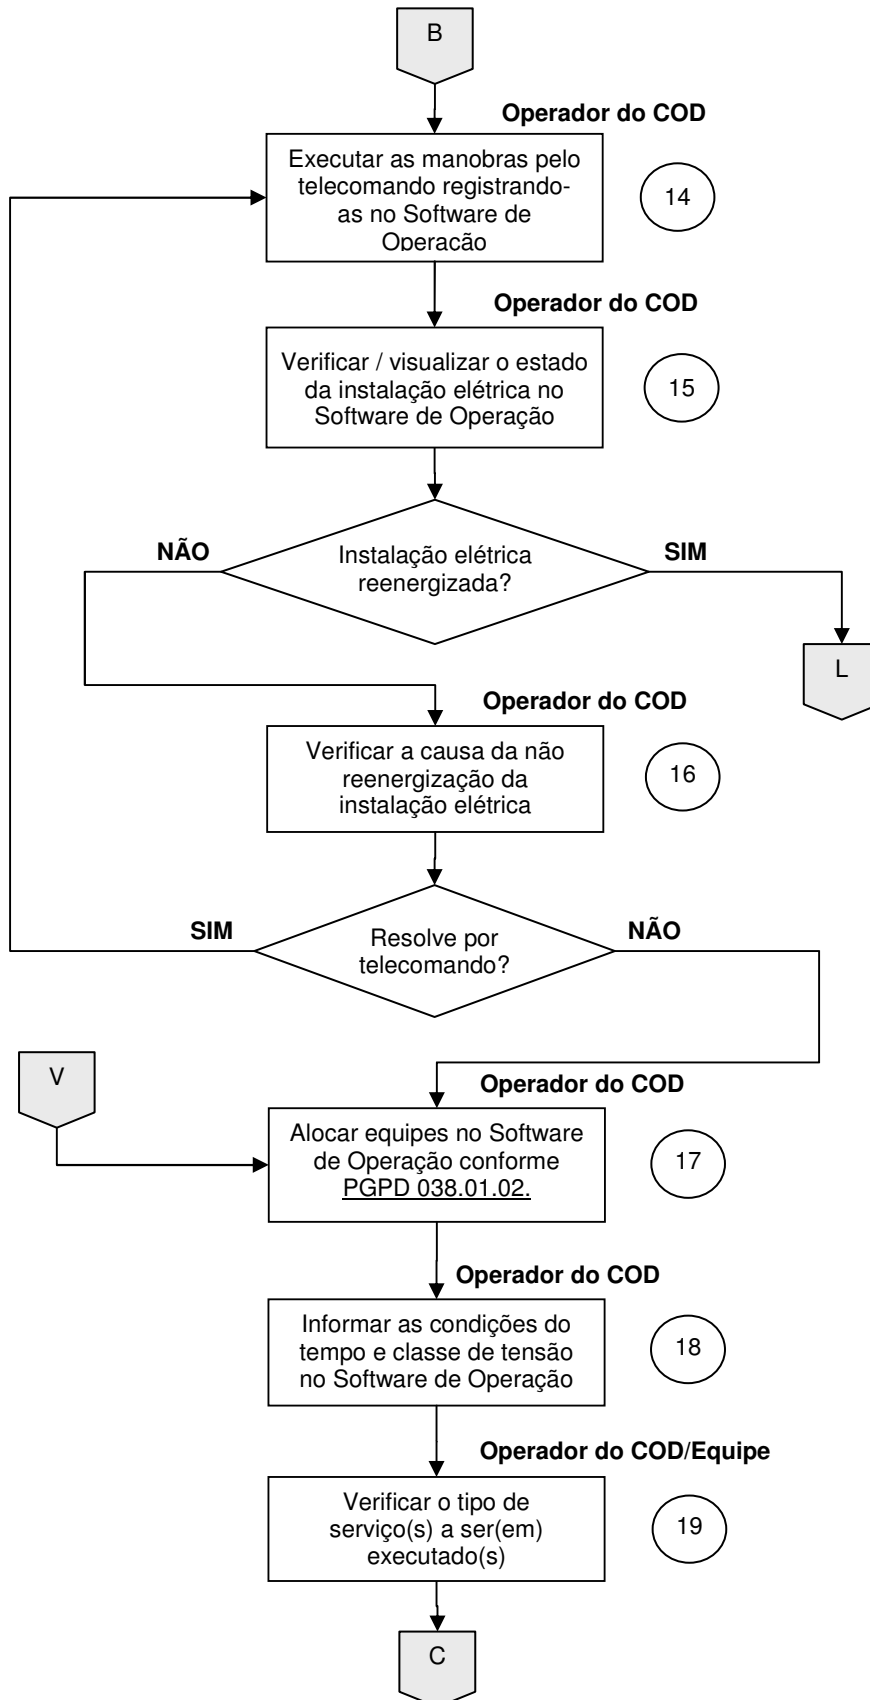 B
Operador do COD
Executar as manobras pelo
telecomando registrando-
as no Software de
Operação
14
Operador do COD
Verificar / visualizar o estado
da instalação elétrica no
Software de Operação
15
NÃO
Instalação elétrica
reenergizada?
SIM
L
Operador do COD
Verificar a causa da não
reenergização da
instalação elétrica
16
SIM
Resolve por
telecomando?
NÃO
V
Operador do COD
Alocar equipes no Software
de Operação conforme
PGPD 038.01.02.
17
Operador do COD
Informar as condições do
tempo e classe de tensão
no Software de Operação
18
Operador do COD/Equipe
Verificar o tipo de
serviço(s) a ser(em)
executado(s)
19
C